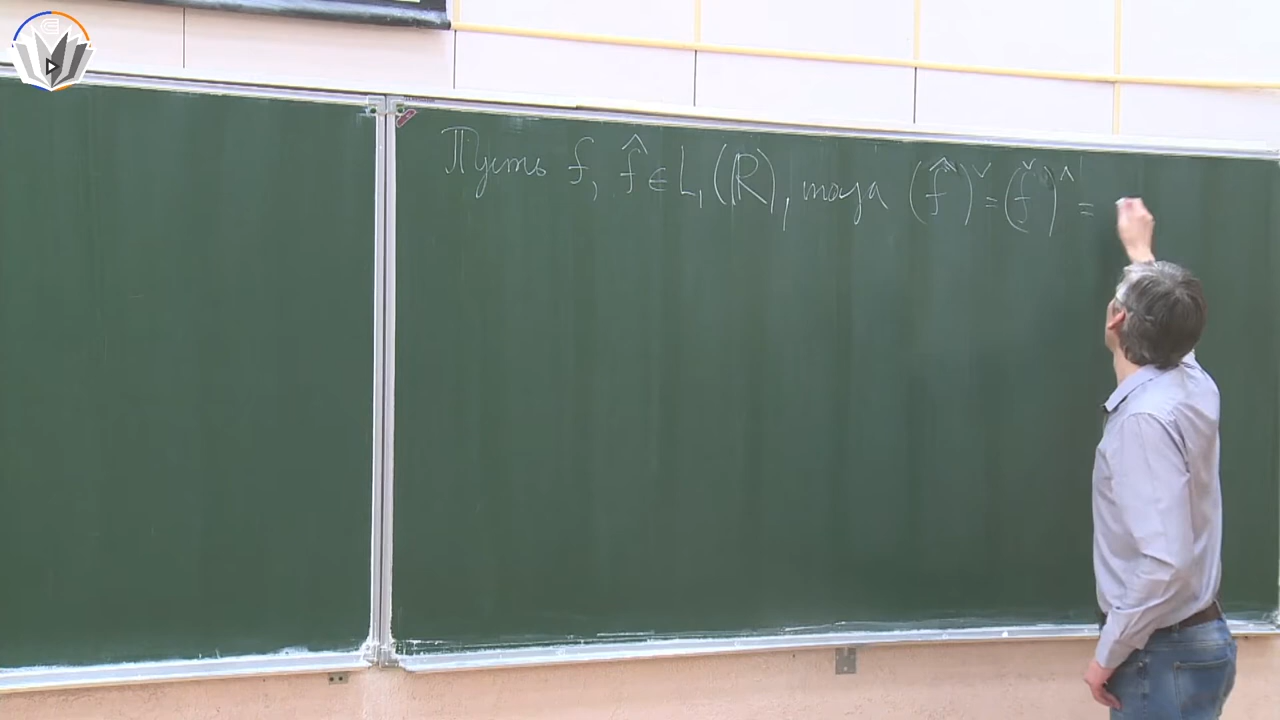 Пусть f, f̂ ∈ L₁(ℝ), тогда (f̂)ˇ = (fˇ)^ =